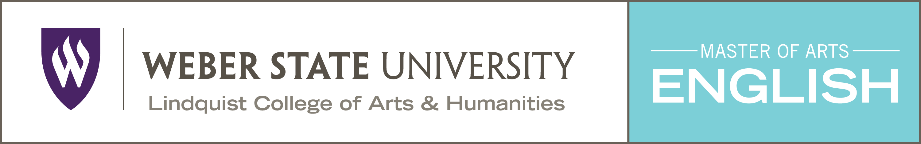 W
WEBER STATE UNIVERSITY
Lindquist College of Arts & Humanities
MASTER OF ARTS
ENGLISH